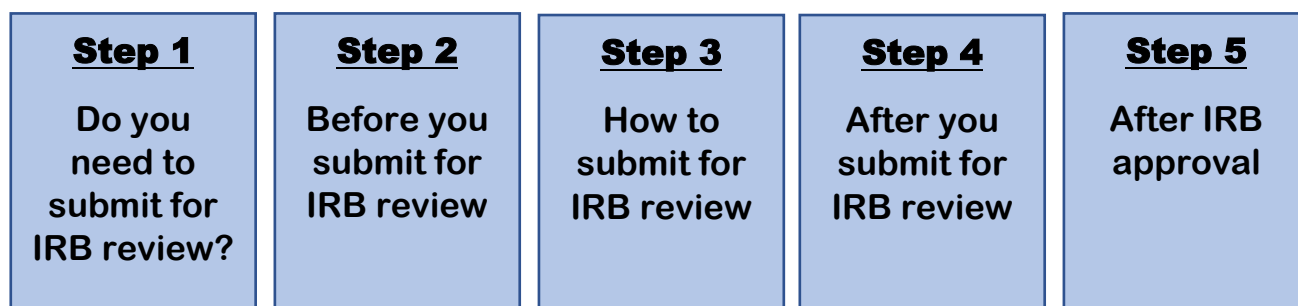 Step 1
Do you
need to
submit for
IRB review?
Step 2
Before you
submit for
IRB review
Step 3
How to
submit for
IRB review
Step 4
After you
submit for
IRB review
Step 5
After IRB
approval